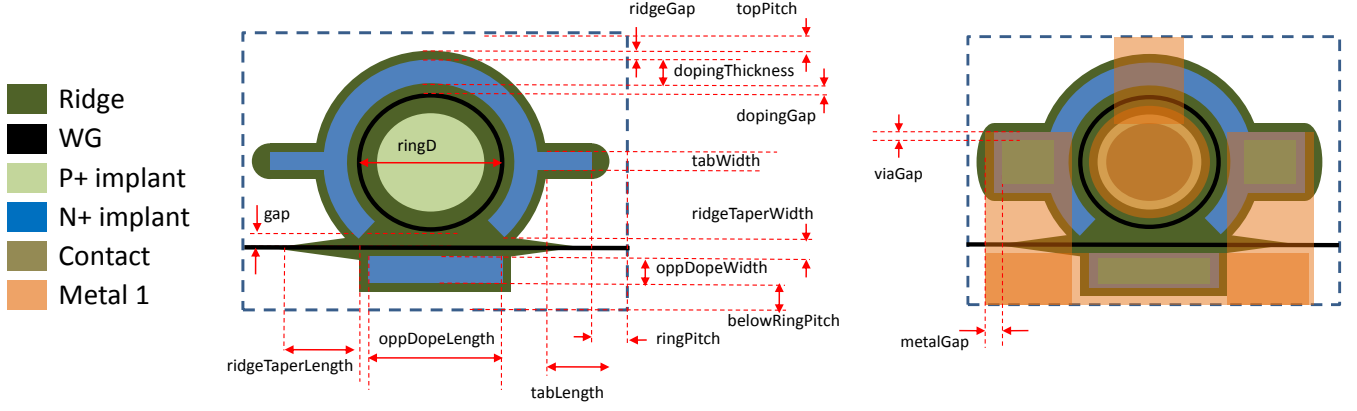 ridgeGap
topPitch
dopingThickness
dopingGap
ringD
tabWidth
viaGap
gap
ridgeTaperWidth
oppDopeWidth
belowRingPitch
oppDopeLength
ringPitch
metalGap
ridgeTaperLength
tabLength
Ridge
WG
P+ implant
N+ implant
Contact
Metal 1